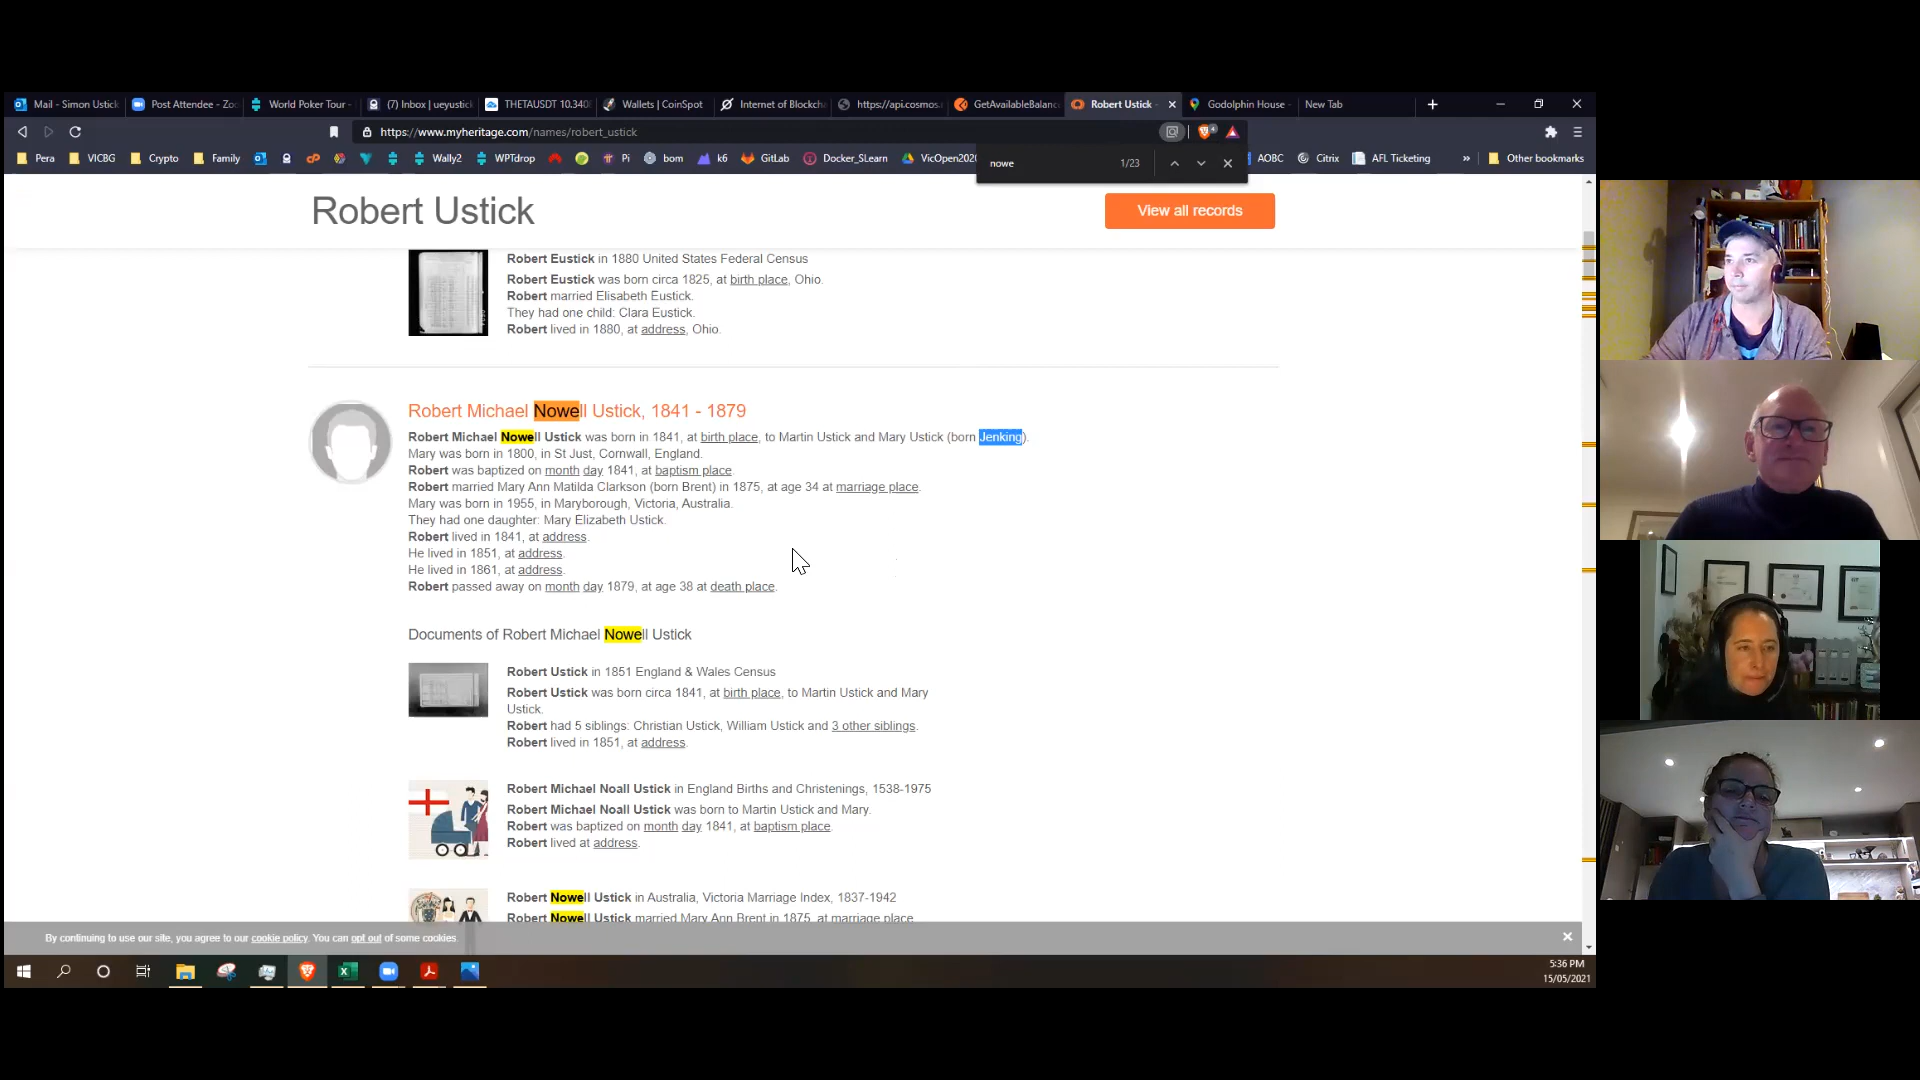 Mail - Simon Ustick
Post Attendee - Zoo
World Poker Tour -
(7) Inbox | ueyustick
THETAUSDT 10.340
Wallets | CoinSpot
Internet of Blockcha
https://api.cosmos.
GetAvailableBalanc
Robert Ustick -
Godolphin House -
New Tab
https://www.myheritage.com/names/robert_ustick
Pera
VICBG
Crypto
Family
Wally2
WPTdrop
Pi
bom
k6
GitLab
Docker_SLearn
VicOpen2020
AOBC
Citrix
AFL Ticketing
»
Other bookmarks
nowe
1/23
Robert Ustick
View all records
Robert Eustick in 1880 United States Federal Census
Robert Eustick was born circa 1825, at birth place, Ohio.
Robert married Elisabeth Eustick.
They had one child: Clara Eustick.
Robert lived in 1880, at address, Ohio.
Robert Michael Nowell Ustick, 1841 - 1879
Robert Michael Nowell Ustick was born in 1841, at birth place, to Martin Ustick and Mary Ustick (born Jenking).
Mary was born in 1800, in St Just, Cornwall, England.
Robert was baptized on month day 1841, at baptism place.
Robert married Mary Ann Matilda Clarkson (born Brent) in 1875, at age 34 at marriage place.
Mary was born in 1955, in Maryborough, Victoria, Australia.
They had one daughter: Mary Elizabeth Ustick.
Robert lived in 1841, at address.
He lived in 1851, at address.
He lived in 1861, at address.
Robert passed away on month day 1879, at age 38 at death place.
Documents of Robert Michael Nowell Ustick
Robert Ustick in 1851 England & Wales Census
Robert Ustick was born circa 1841, at birth place, to Martin Ustick and Mary
Ustick.
Robert had 5 siblings: Christian Ustick, William Ustick and 3 other siblings.
Robert lived in 1851, at address.
Robert Michael Noall Ustick in England Births and Christenings, 1538-1975
Robert Michael Noall Ustick was born to Martin Ustick and Mary.
Robert was baptized on month day 1841, at baptism place.
Robert lived at address.
Robert Nowell Ustick in Australia, Victoria Marriage Index, 1837-1942
Robert Nowell Ustick married Mary Ann Brent in 1875, at marriage place
By continuing to use our site, you agree to our cookie policy. You can opt out of some cookies.
5:36 PM
15/05/2021